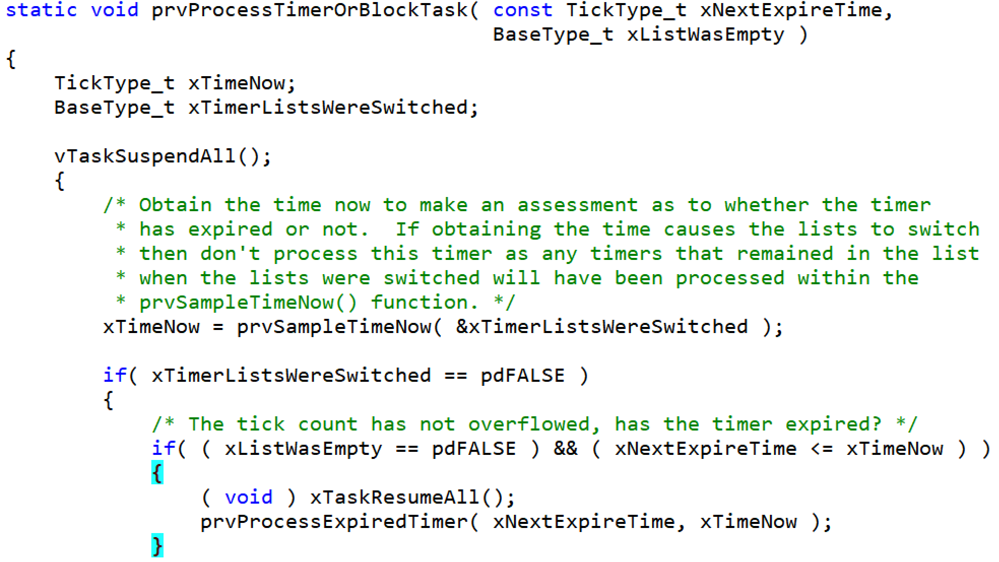 static void prvProcessTimerOrBlockTask( const TickType_t xNextExpireTime,
                                        BaseType_t xListWasEmpty )
{
    TickType_t xTimeNow;
    BaseType_t xTimerListsWereSwitched;

    vTaskSuspendAll();
    {
        /* Obtain the time now to make an assessment as to whether the timer
         * has expired or not.  If obtaining the time causes the lists to switch
         * then don't process this timer as any timers that remained in the list
         * when the lists were switched will have been processed within the
         * prvSampleTimeNow() function. */
        xTimeNow = prvSampleTimeNow( &xTimerListsWereSwitched );

        if( xTimerListsWereSwitched == pdFALSE )
        {
            /* The tick count has not overflowed, has the timer expired? */
            if( ( xListWasEmpty == pdFALSE ) && ( xNextExpireTime <= xTimeNow ) )
            {
                ( void ) xTaskResumeAll();
                prvProcessExpiredTimer( xNextExpireTime, xTimeNow );
            }